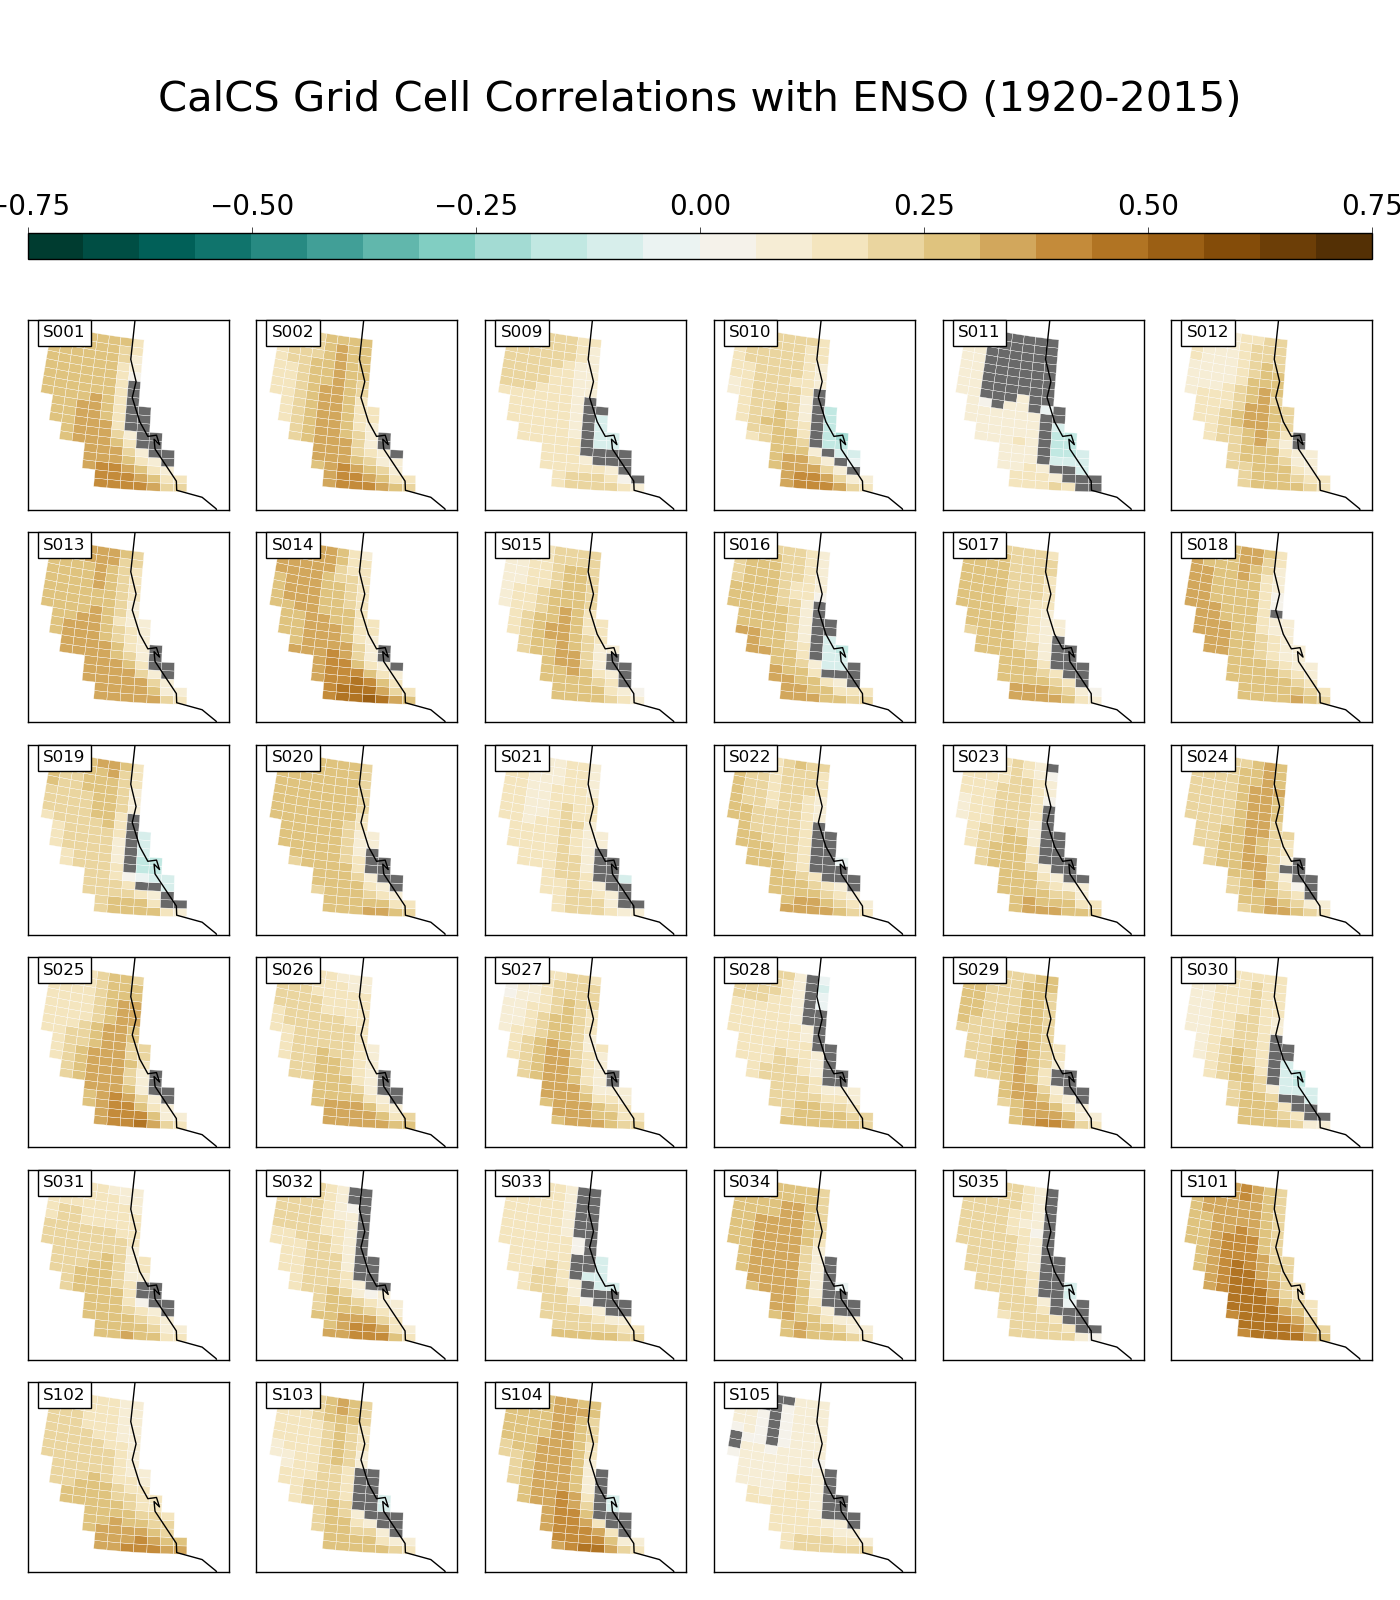 CalCS Grid Cell Correlations with ENSO (1920-2015)
−0.75 −0.50 −0.25 0.00 0.25 0.50 0.75
S001 S002 S009 S010 S011 S012
S013 S014 S015 S016 S017 S018
S019 S020 S021 S022 S023 S024
S025 S026 S027 S028 S029 S030
S031 S032 S033 S034 S035 S101
S102 S103 S104 S105